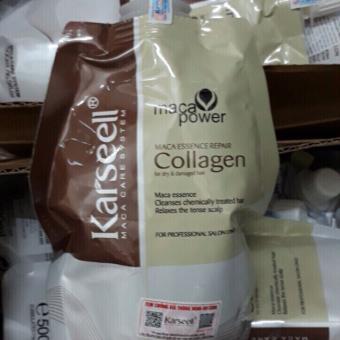 Karseell®
MACA CARE SYSTEM
maca
power
MACA ESSENCE REPAIR
Collagen
for dry & damaged hair
Maca essence
Cleanses chemically treated hair
Relaxes the tense scalp
FOR PROFESSIONAL SALON ONLY
Karseell
e 500